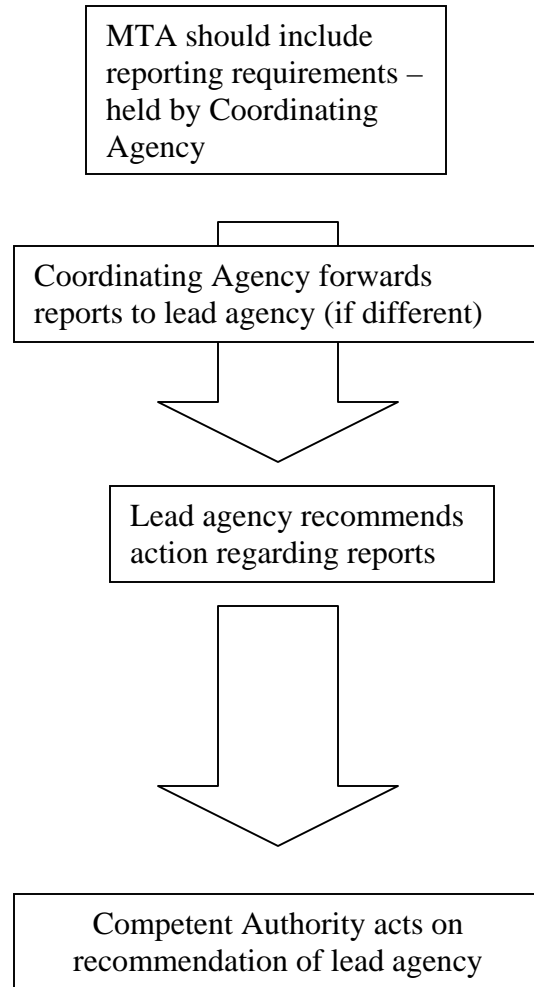 MTA should include
reporting requirements –
held by Coordinating
Agency
Coordinating Agency forwards
reports to lead agency (if different)
Lead agency recommends
action regarding reports
Competent Authority acts on
recommendation of lead agency